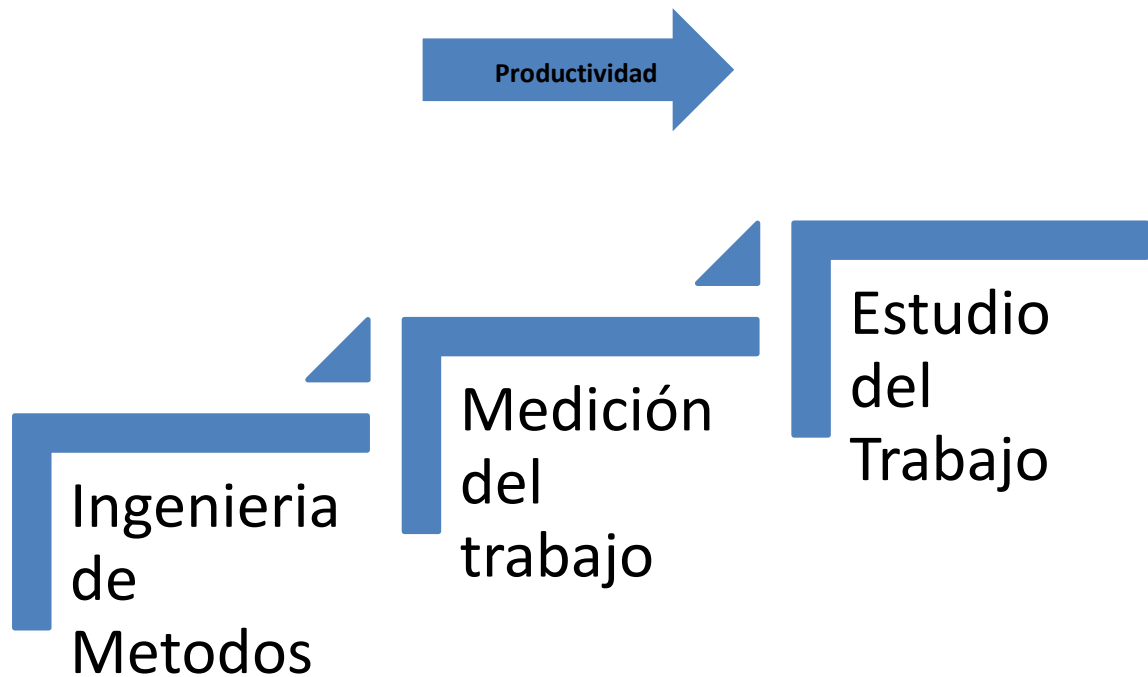 Productividad
Ingenieria
de
Metodos
Medición
del
trabajo
Estudio
del
Trabajo